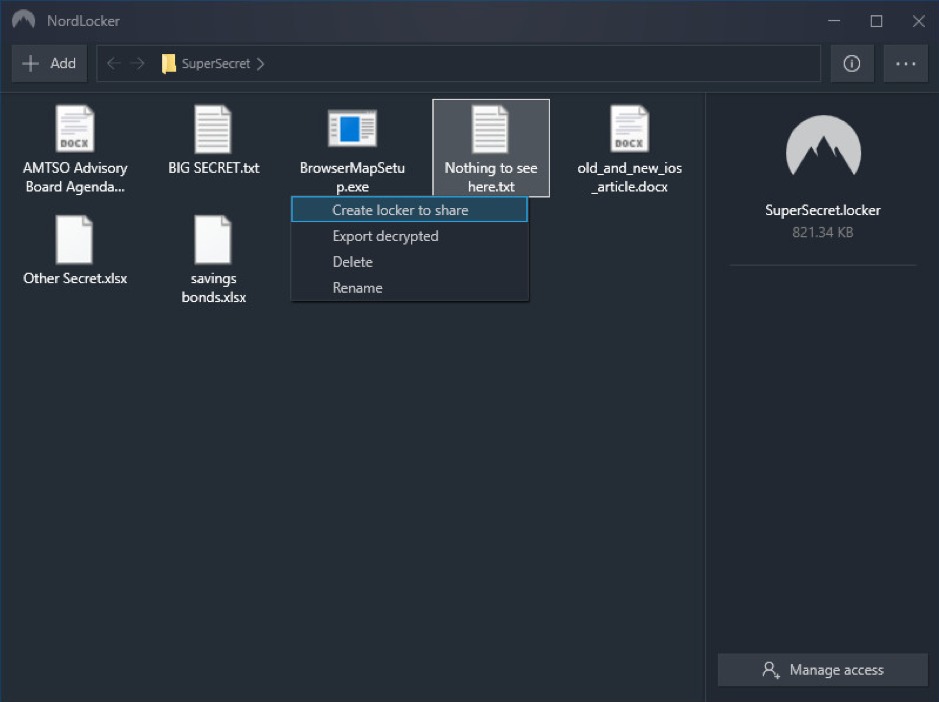 NordLocker
Add
SuperSecret
DOCX
AMTSO Advisory
Board Agenda...
BIG SECRET.txt
BrowserMapSetu
p.exe
Nothing to see
here.txt
DOCX
old_and_new_ios
_article.docx
Create locker to share
Export decrypted
Delete
Rename
Other Secret.xlsx
savings
bonds.xlsx
SuperSecret.locker
821.34 KB
Manage access